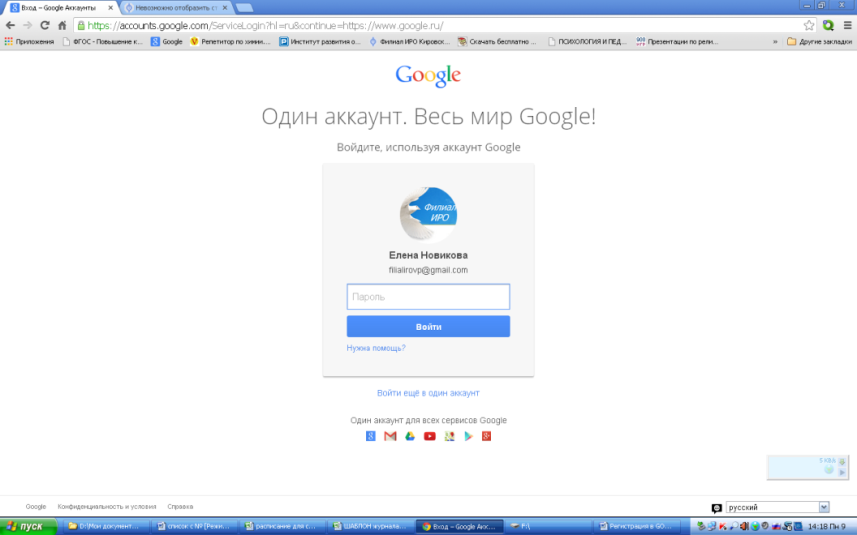 Вход – Google Аккаунты
Невозможно отобразить ст
https://accounts.google.com/ServiceLogin?hl=ru&continue=https://www.google.ru/
Приложения
ФГОС - Повышение к...
Google
Репетитор по химии....
Институт развития о...
Филиал ИРО Кировск...
Скачать бесплатно ...
ПСИХОЛОГИЯ И ПЕД...
Презентации по рели...
»
Другие закладки
Google
Один аккаунт. Весь мир Google!
Войдите, используя аккаунт Google
Филиал
ИРО
Елена Новикова
filialirovp@gmail.com
Пароль
Войти
Нужна помощь?
Войти ещё в один аккаунт
Один аккаунт для всех сервисов Google
Google
Конфиденциальность и условия
Справка
русский
пуск
D:\Мои документ...
список с № [Режи...
расписание для с...
ШАБЛОН журнала...
Вход – Google Акк...
F:\
Регистрация в GO...
14:18 Пн 9